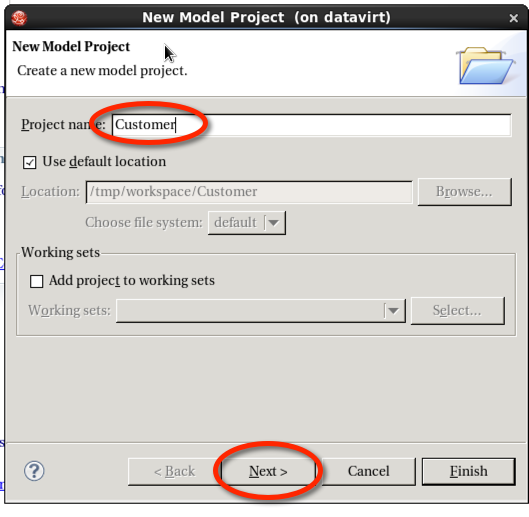 New Model Project (on datavirt)
New Model Project
Create a new model project.
Project name: Customer
Use default location
Location: /tmp/workspace/Customer Browse...
Choose file system: default
Working sets
Add project to working sets
Working sets: Select...
? < Back Next > Cancel Finish